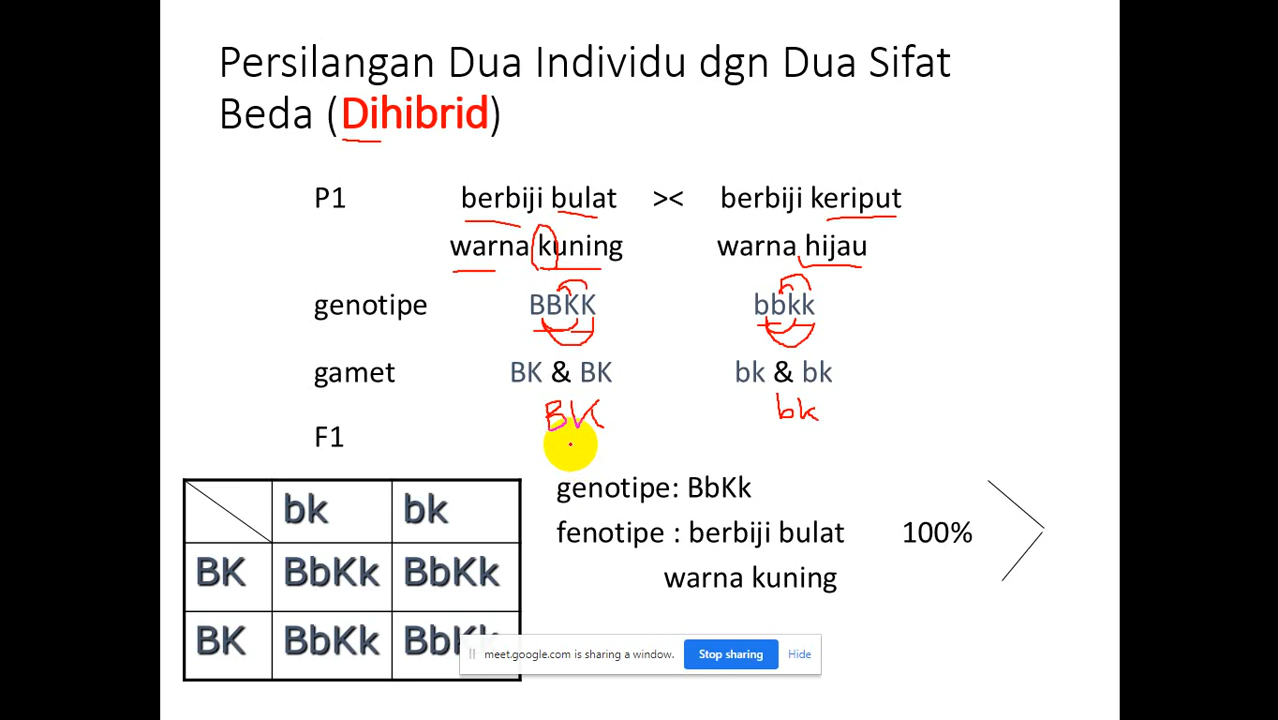 Persilangan Dua Individu dgn Dua Sifat
Beda (Dihibrid)
P1 berbiji bulat >< berbiji keriput
warna kuning warna hijau
genotipe BBKK bbkk
gamet BK & BK bk & bk
BK bk
F1
genotipe: BbKk
fenotipe : berbiji bulat 100%
warna kuning
bk bk
BK BbKk BbKk
BK BbKk BbKk
meet.google.com is sharing a window. Stop sharing Hide